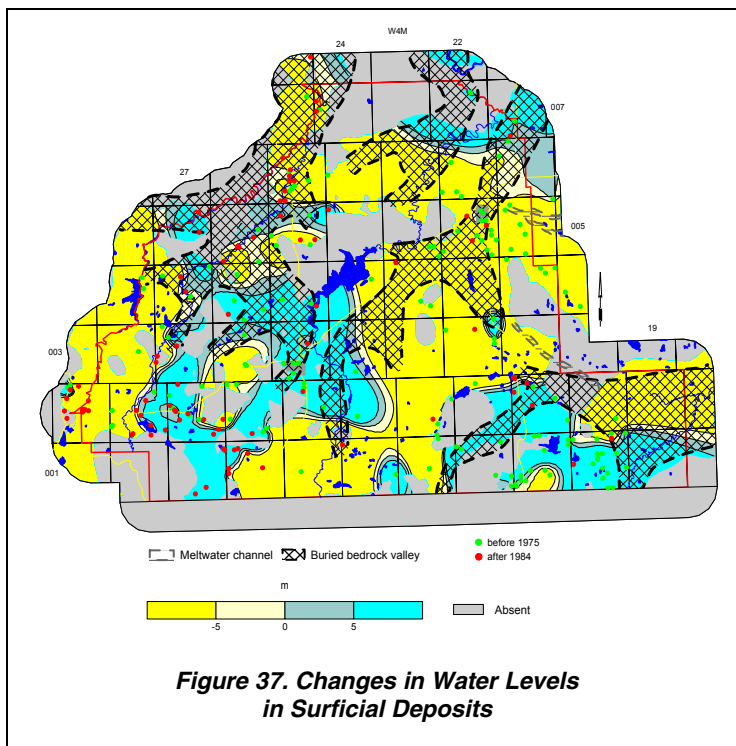 W4M
24
22
007
27
005
19
003
001
Meltwater channel
Buried bedrock valley
before 1975
after 1984
m
-5
0
5
Absent
Figure 37. Changes in Water Levels
in Surficial Deposits